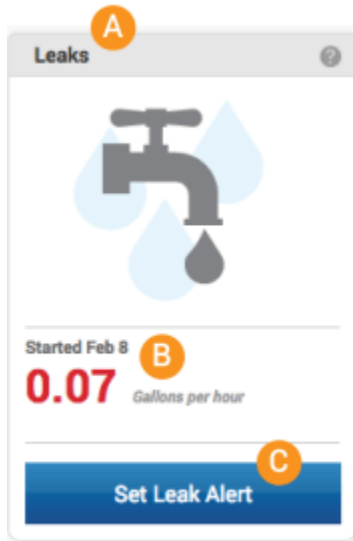 A
Leaks ?
Started Feb 8
B
0.07 Gallons per hour
C
Set Leak Alert